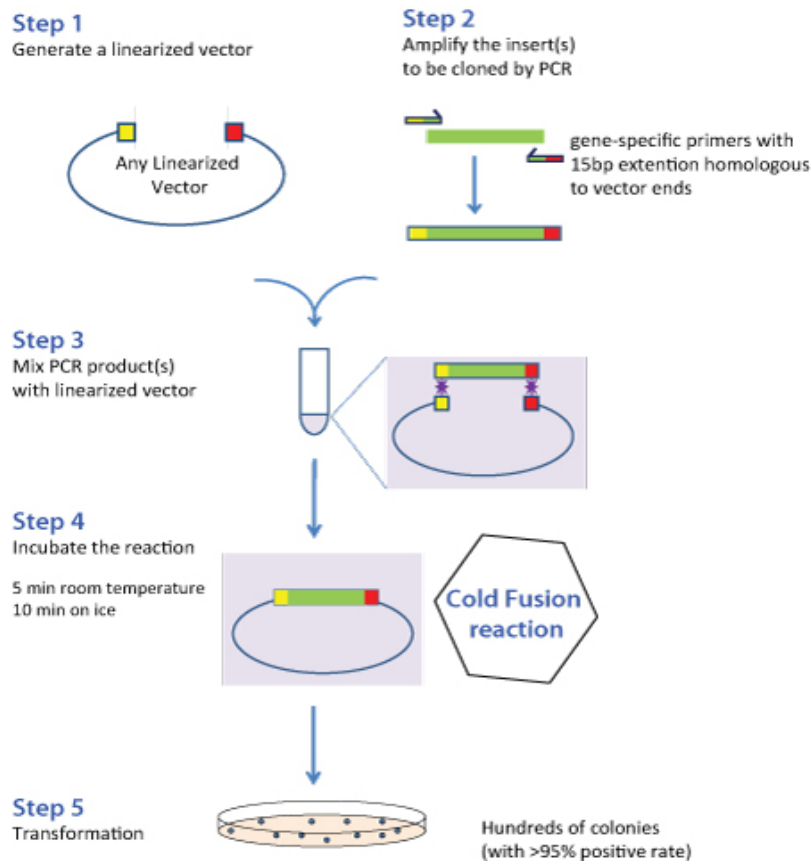 Step 1
Generate a linearized vector
Any Linearized
Vector
Step 2
Amplify the insert(s)
to be cloned by PCR
gene-specific primers with
15bp extention homologous
to vector ends
Step 3
Mix PCR product(s)
with linearized vector
Step 4
Incubate the reaction
5 min room temperature
10 min on ice
Cold Fusion
reaction
Step 5
Transformation
Hundreds of colonies
(with >95% positive rate)